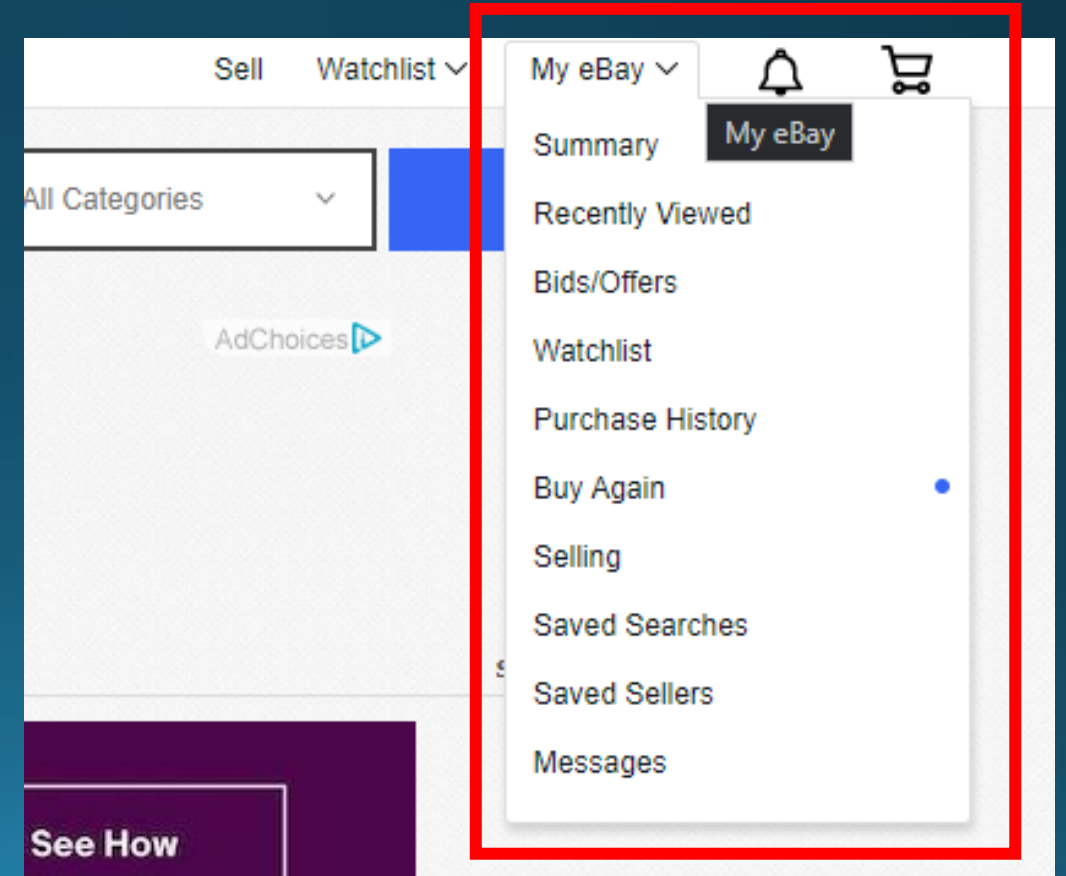 Sell Watchlist My eBay
My eBay
Summary
Recently Viewed
Bids/Offers
Watchlist
Purchase History
Buy Again
Selling
Saved Searches
Saved Sellers
Messages
All Categories
AdChoices
See How